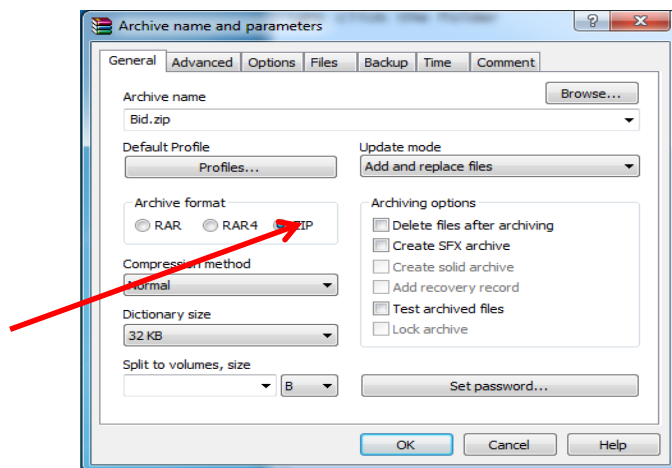 Archive name and parameters
General Advanced Options Files Backup Time Comment
Archive name
Browse...
Bid.zip
Default Profile
Update mode
Profiles...
Add and replace files
Archive format
Archiving options
RAR RAR4 ZIP
Delete files after archiving
Create SFX archive
Compression method
Create solid archive
Normal
Add recovery record
Dictionary size
Test archived files
32 KB
Lock archive
Split to volumes, size
B
Set password...
OK Cancel Help